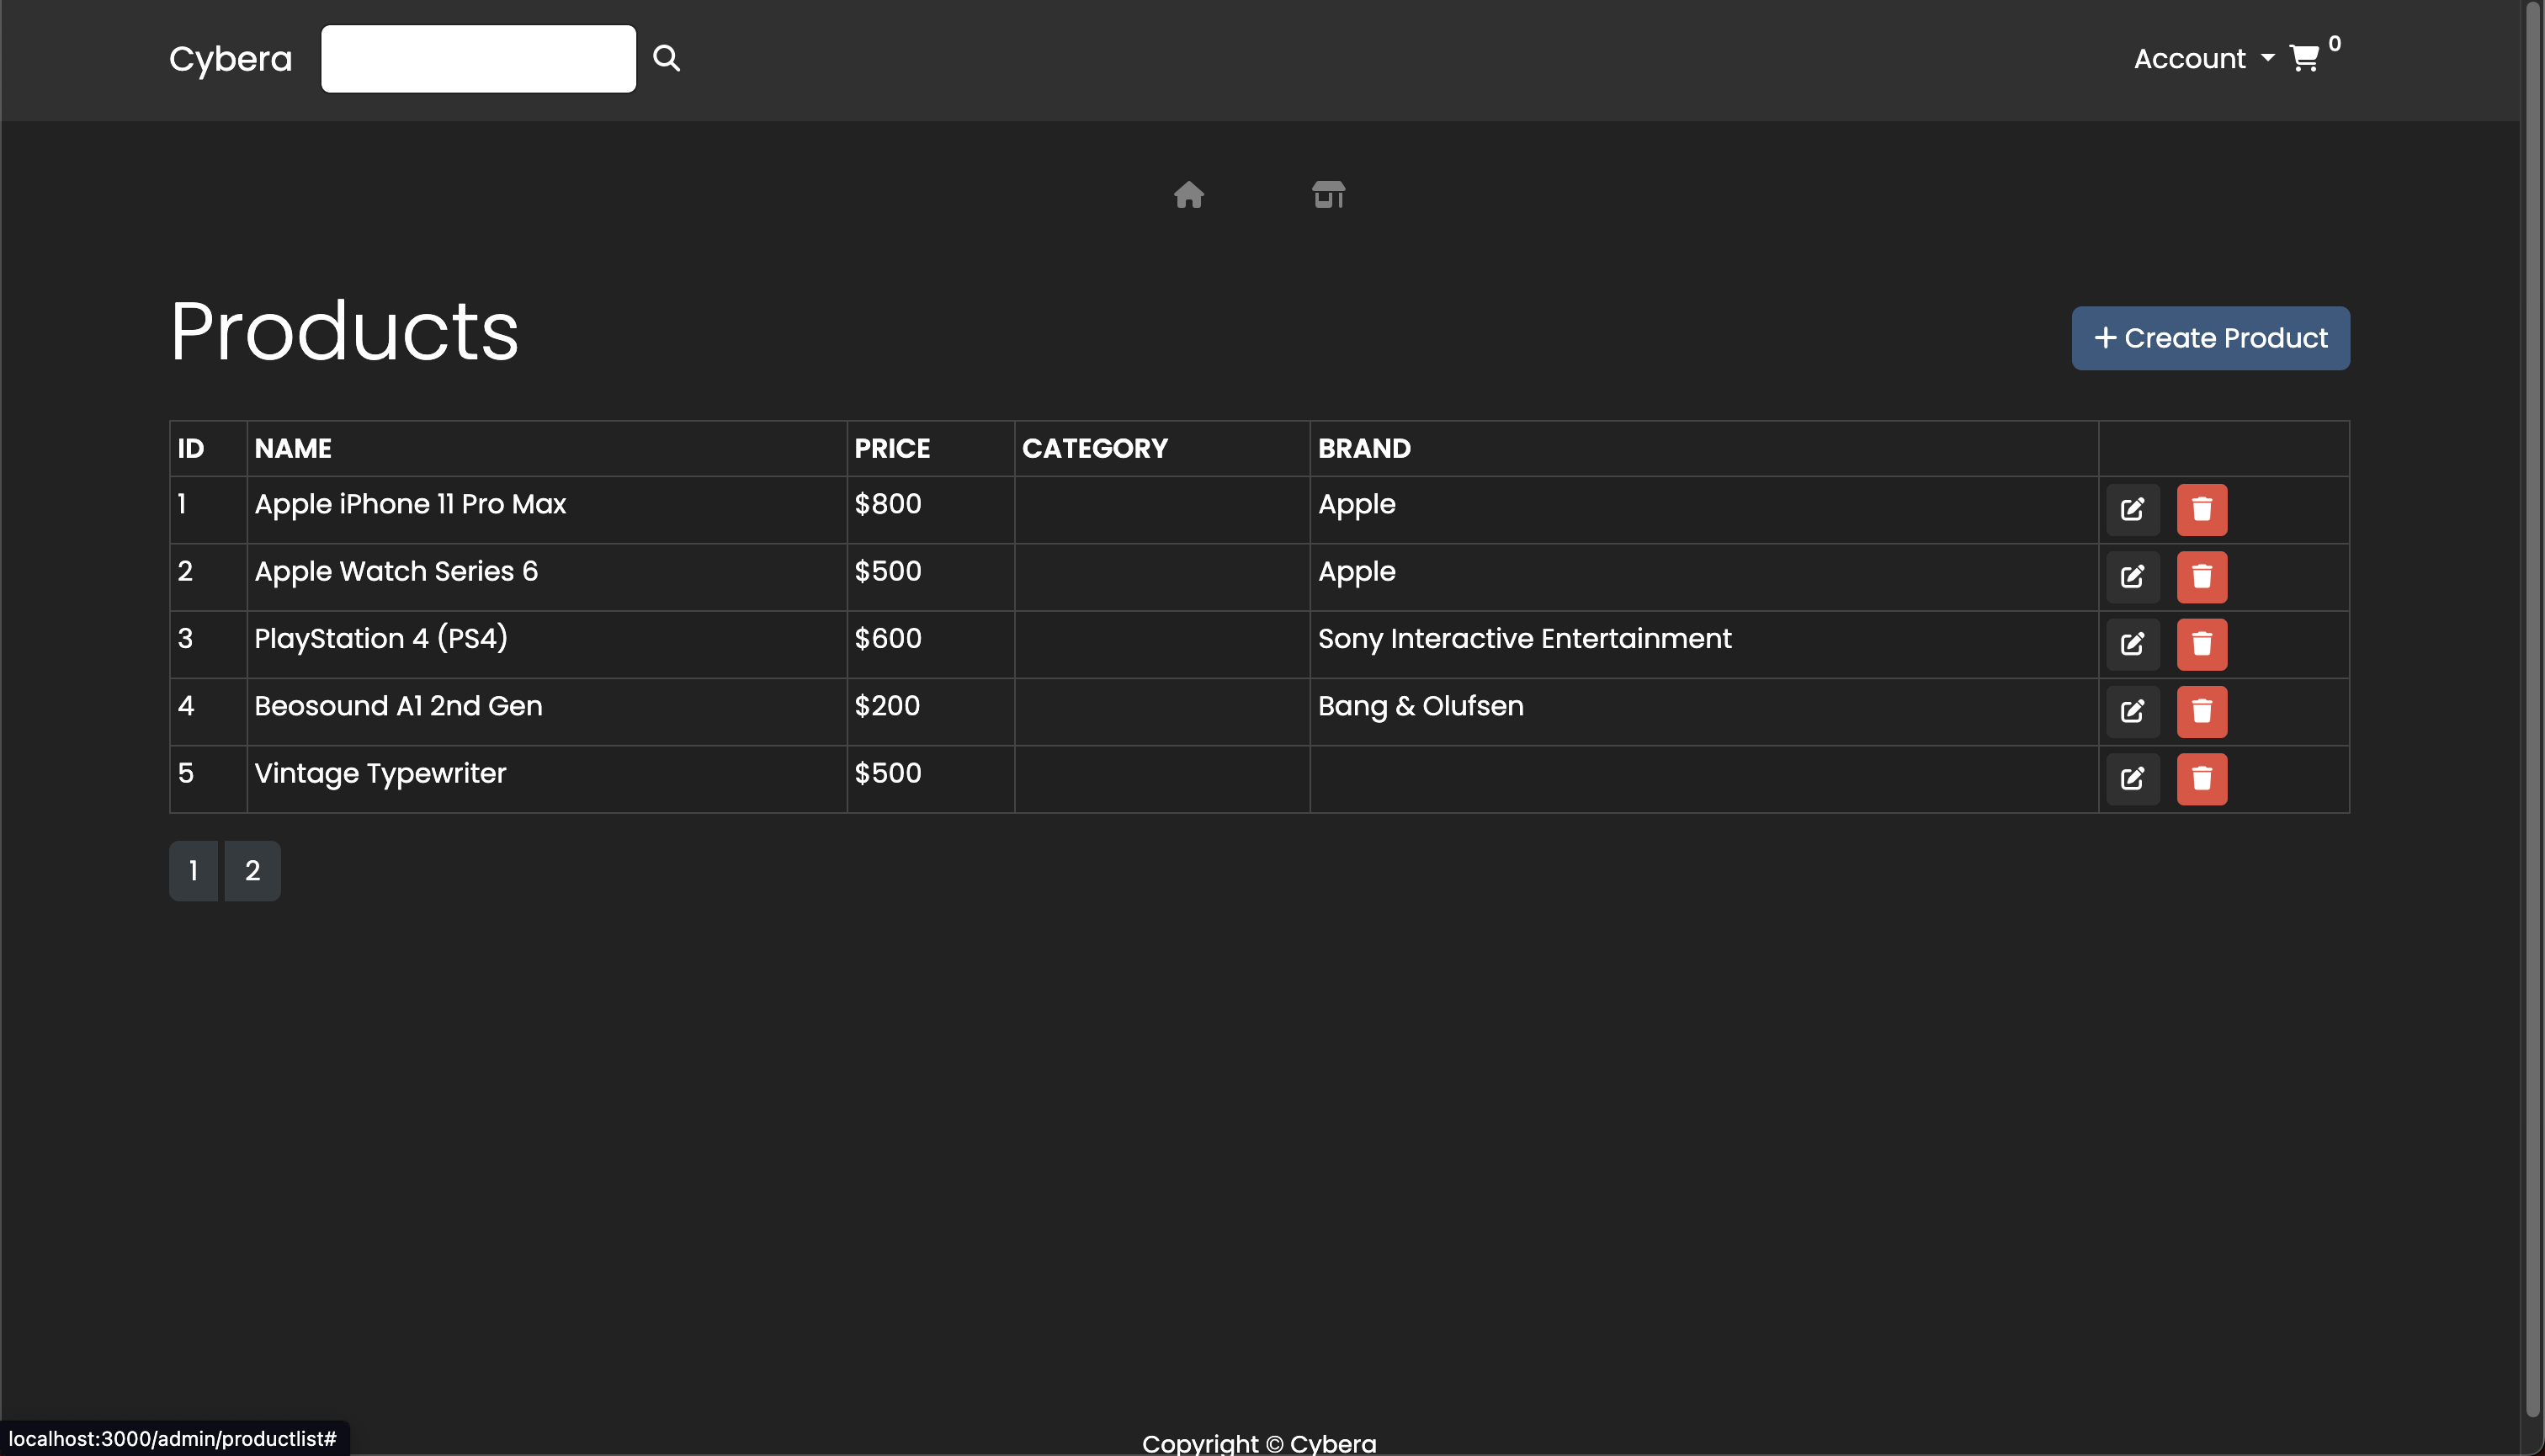 Cybera Account 0
Products + Create Product
ID NAME PRICE CATEGORY BRAND
1 Apple iPhone 11 Pro Max $800 Apple
2 Apple Watch Series 6 $500 Apple
3 PlayStation 4 (PS4) $600 Sony Interactive Entertainment
4 Beosound A1 2nd Gen $200 Bang & Olufsen
5 Vintage Typewriter $500
1 2
localhost:3000/admin/productlist#
Copyright © Cybera